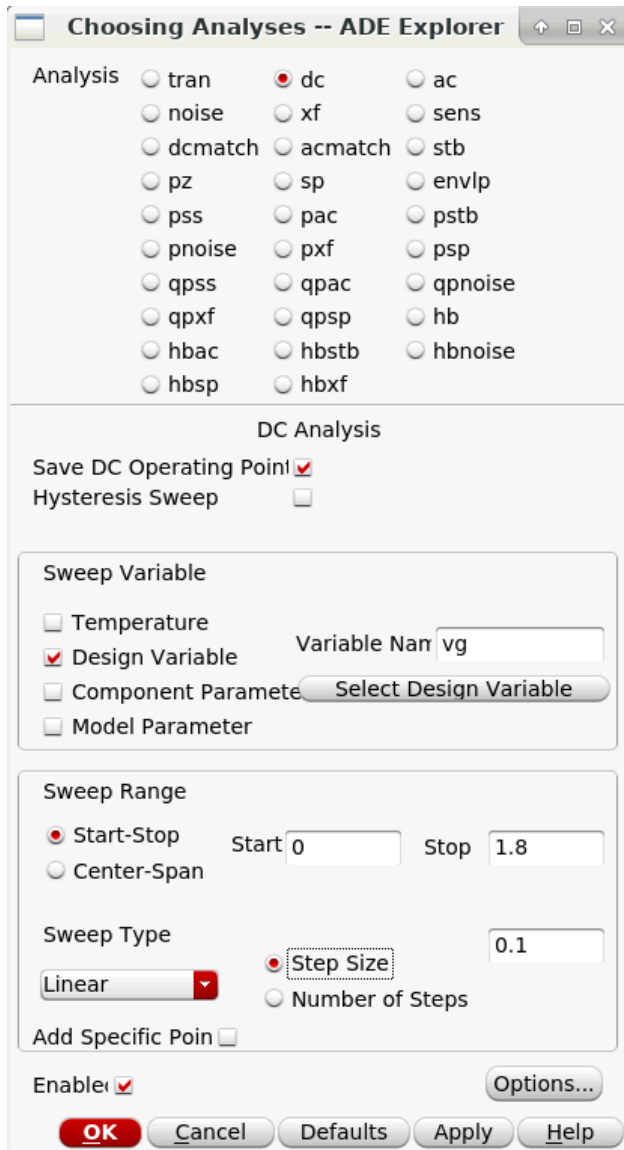 Choosing Analyses -- ADE Explorer
Analysis tran dc ac
noise xf sens
dcmatch acmatch stb
pz sp envlp
pss pac pstb
pnoise pxf psp
qpss qpac qpnoise
qpxf qpsp hb
hbac hbstb hbnoise
hbsp hbxf
DC Analysis
Save DC Operating Point
Hysteresis Sweep
Sweep Variable
Temperature
Design Variable
Component Paramete
Model Parameter
Variable Nam vg
Select Design Variable
Sweep Range
Start-Stop
Center-Span
Start 0 Stop 1.8
Sweep Type
Linear
Step Size
Number of Steps
0.1
Add Specific Poin
Enabled
Options...
OK Cancel Defaults Apply Help